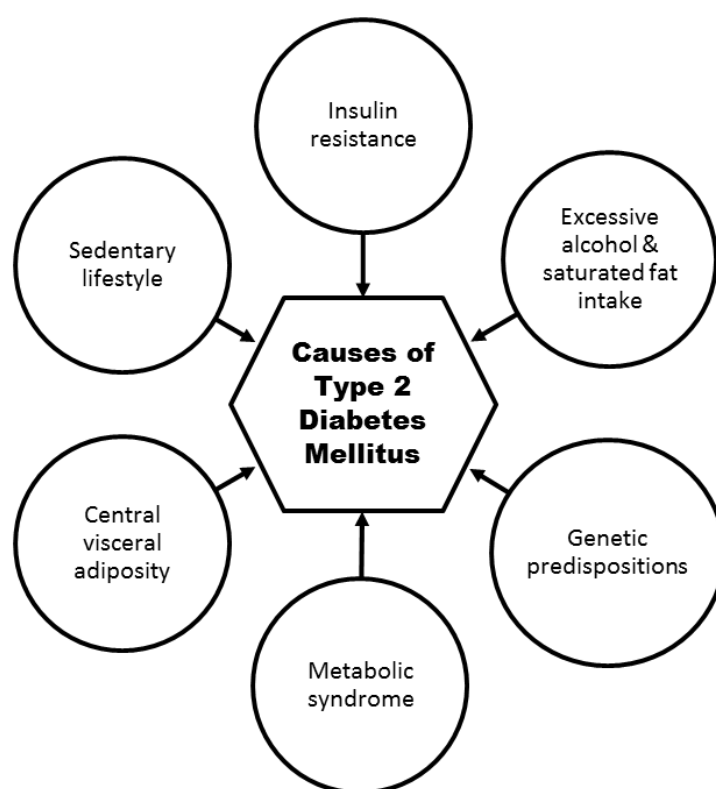 Insulin
resistance
Excessive
alcohol &
saturated fat
intake
Genetic
predispositions
Metabolic
syndrome
Central
visceral
adiposity
Sedentary
lifestyle
Causes of
Type 2
Diabetes
Mellitus